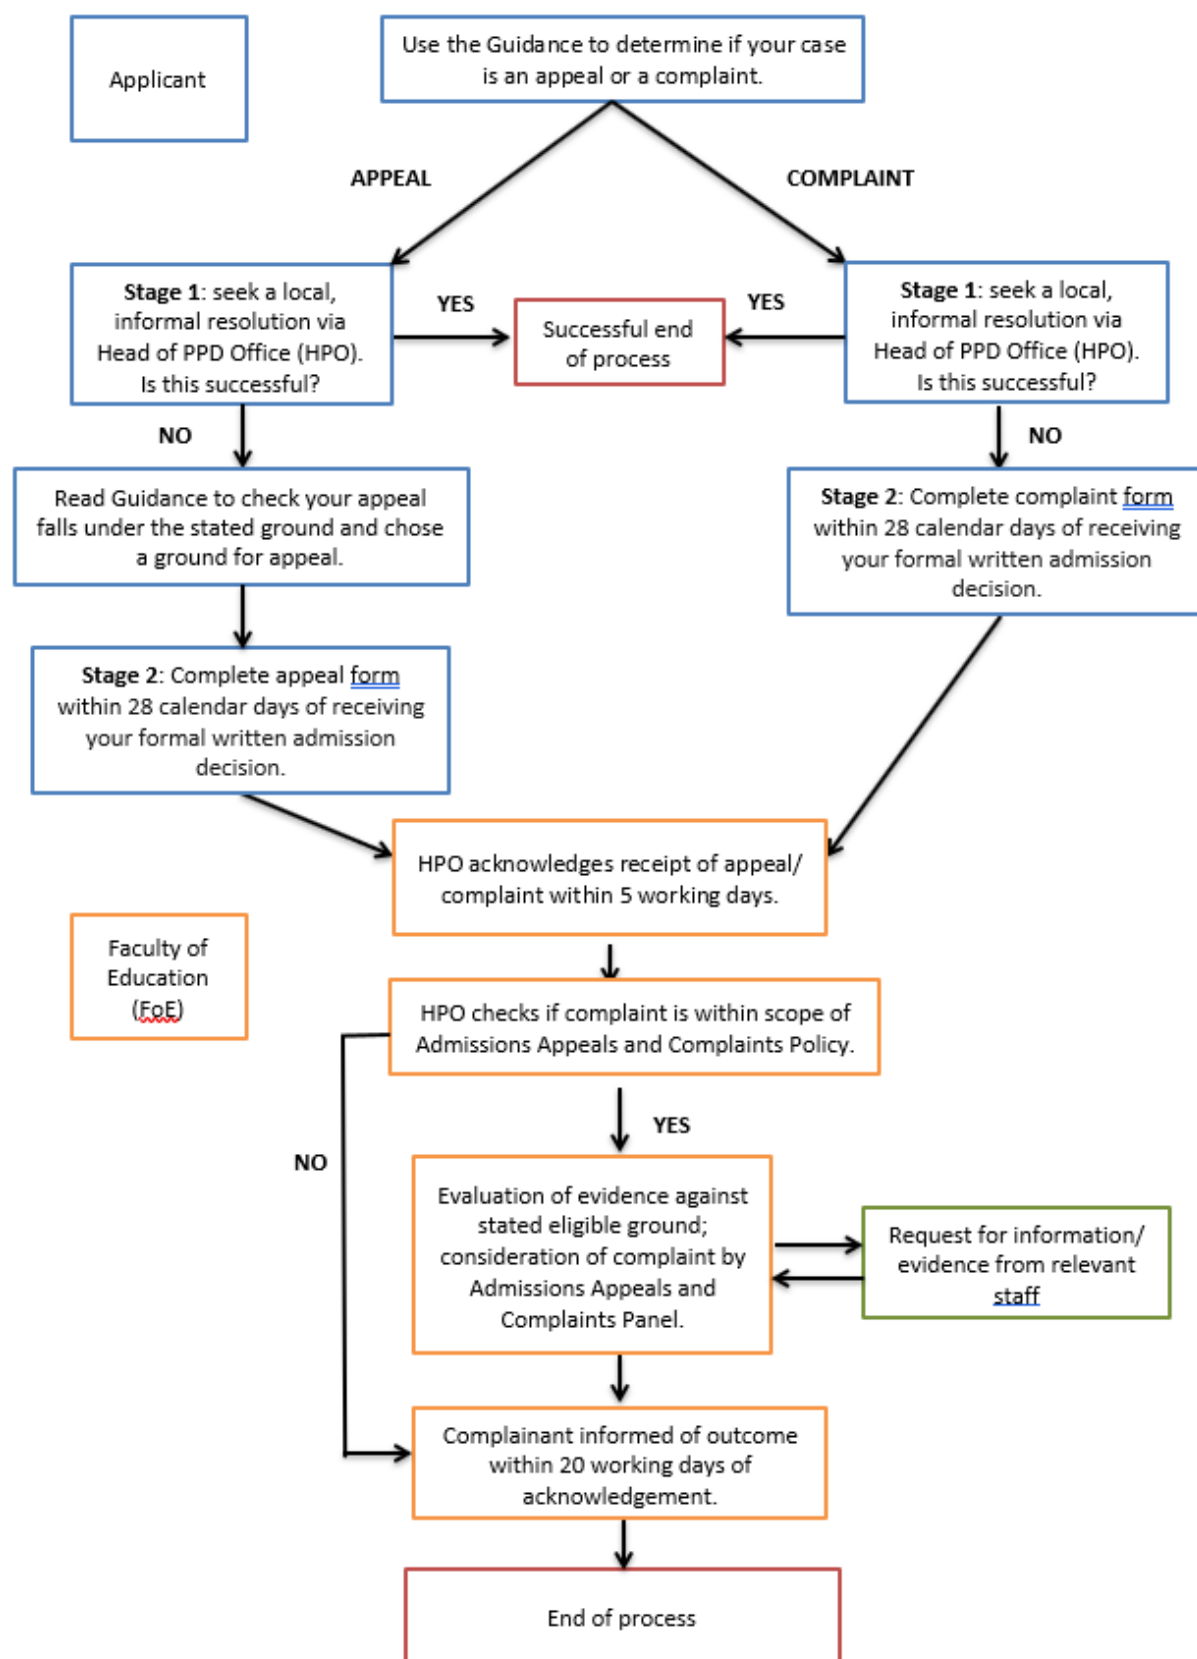 Applicant
Use the Guidance to determine if your case
is an appeal or a complaint.
APPEAL
COMPLAINT
Stage 1: seek a local,
informal resolution via
Head of PPD Office (HPO).
Is this successful?
YES
Successful end
of process
YES
Stage 1: seek a local,
informal resolution via
Head of PPD Office (HPO).
Is this successful?
NO
NO
Read Guidance to check your appeal
falls under the stated ground and chose
a ground for appeal.
Stage 2: Complete complaint form
within 28 calendar days of receiving
your formal written admission
decision.
Stage 2: Complete appeal form
within 28 calendar days of receiving
your formal written admission
decision.
HPO acknowledges receipt of appeal/
complaint within 5 working days.
Faculty of
Education
(FoE)
HPO checks if complaint is within scope of
Admissions Appeals and Complaints Policy.
YES
NO
Evaluation of evidence against
stated eligible ground;
consideration of complaint by
Admissions Appeals and
Complaints Panel.
Request for information/
evidence from relevant
staff
Complainant informed of outcome
within 20 working days of
acknowledgement.
End of process